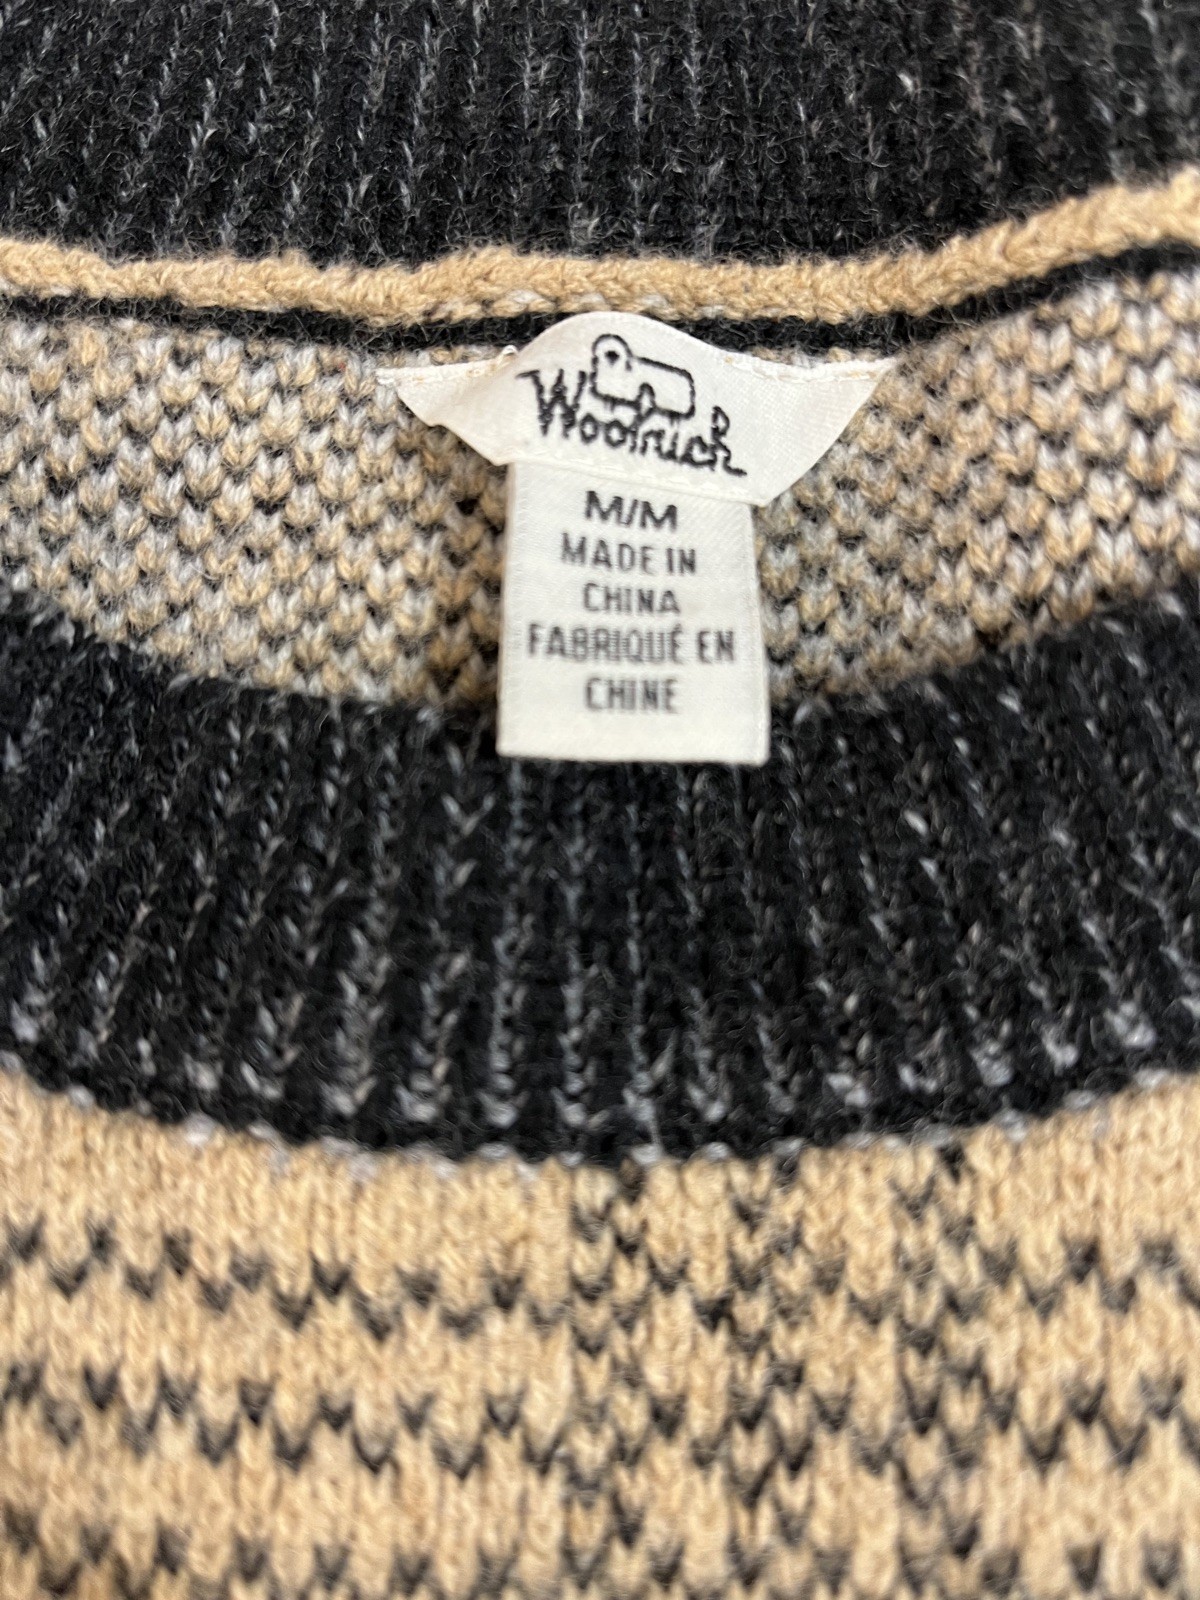 Woolrich
M/M
MADE IN
CHINA
FABRIQUÉ EN
CHINE